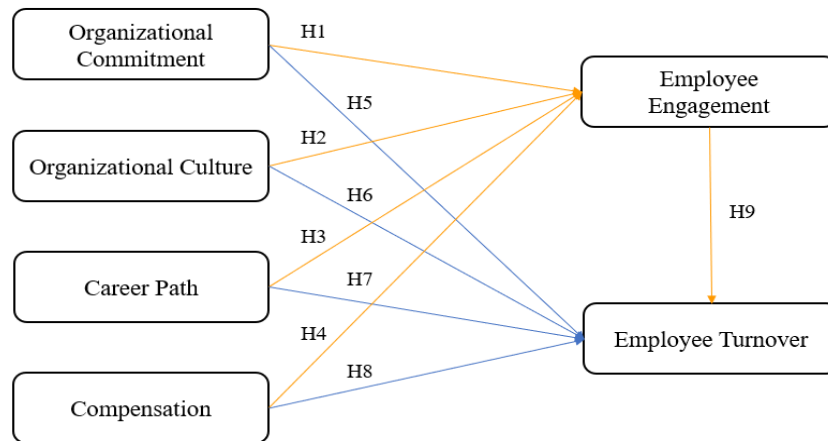 Organizational
Commitment
H1
Employee
Engagement
H5
H2
Organizational Culture
H6
H9
H3
Career Path
H7
H4
Employee Turnover
H8
Compensation